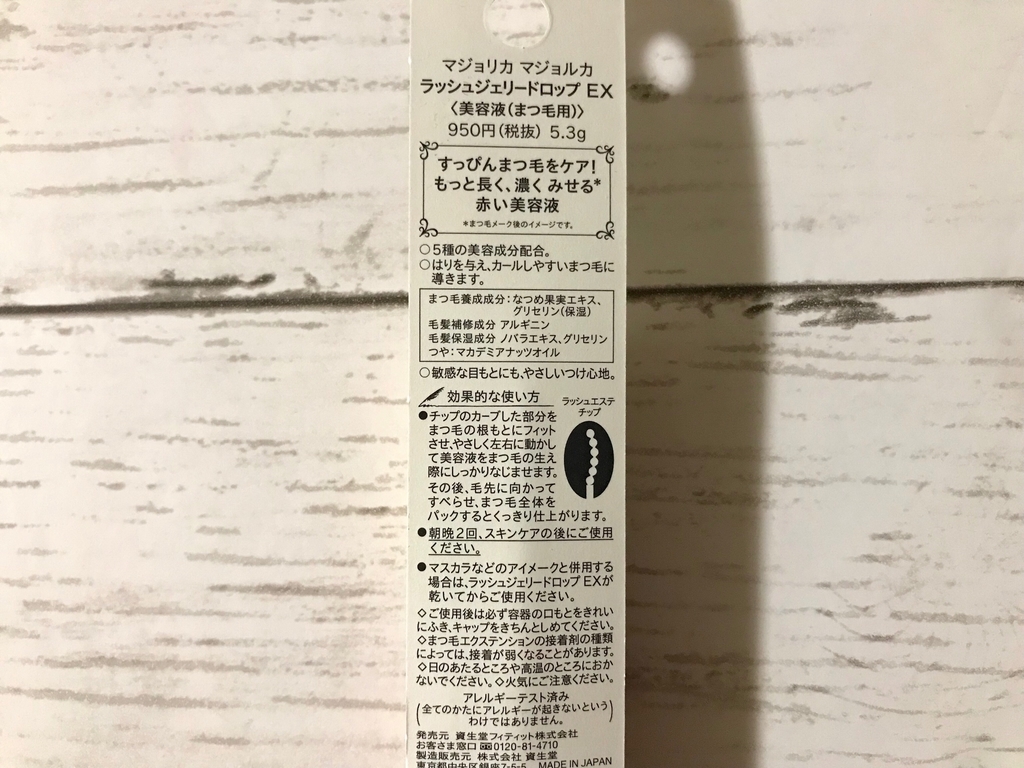 マジョリカ マジョルカ
ラッシュジェリードロップ EX
〈美容液(まつ毛用)〉
950円(税抜) 5.3g
すっぴんまつ毛をケア!
もっと長く、濃く みせる*
赤い美容液
*まつ毛メーク後のイメージです。
○5種の美容成分配合。
○はりを与え、カールしやすいまつ毛に
導きます。
まつ毛養成成分:なつめ果実エキス、
グリセリン(保湿)
毛髪補修成分 アルギニン
毛髪保湿成分 ノバラエキス、グリセリン
つや:マカデミアナッツオイル
○敏感な目もとにも、やさしいつけ心地。
効果的な使い方
ラッシュエステ
チップ
●チップのカーブした部分を
まつ毛の根もとにフィット
させ、やさしく左右に動かし
て美容液をまつ毛の生え
際にしっかりなじませます。
その後、毛先に向かって
すべらせ、まつ毛全体を
パックするとくっきり仕上がります。
●朝晩2回、スキンケアの後にご使用
ください。
●マスカラなどのアイメークと併用する
場合は、ラッシュジェリードロップ EXが
乾いてからご使用ください。
◇ご使用後は必ず容器の口もとをきれい
にふき、キャップをきちんとしめてください。
◇まつ毛エクステンションの接着剤の種類
によっては、接着が弱くなることがあります。
◇日のあたるところや高温のところにおか
ないでください。◇火気にご注意ください。
アレルギーテスト済み
(全てのかたにアレルギーが起きないという
わけではありません。)
発売元 資生堂フィティット株式会社
お客さま窓口 0120-81-4710
製造販売元 株式会社 資生堂
東京都中央区銀座7-5-5 MADE IN JAPAN